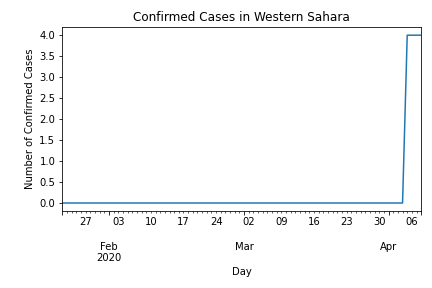 Confirmed Cases in Western Sahara
Number of Confirmed Cases
4.0
3.5
3.0
2.5
2.0
1.5
1.0
0.5
0.0
27 03 10 17 24 02 09 16 23 30 06
Feb Mar Apr
2020
Day